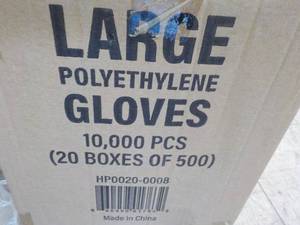 LARGE
POLYETHYLENE
GLOVES
10,000 PCS
(20 BOXES OF 500)
HP0020-0008
Made in China